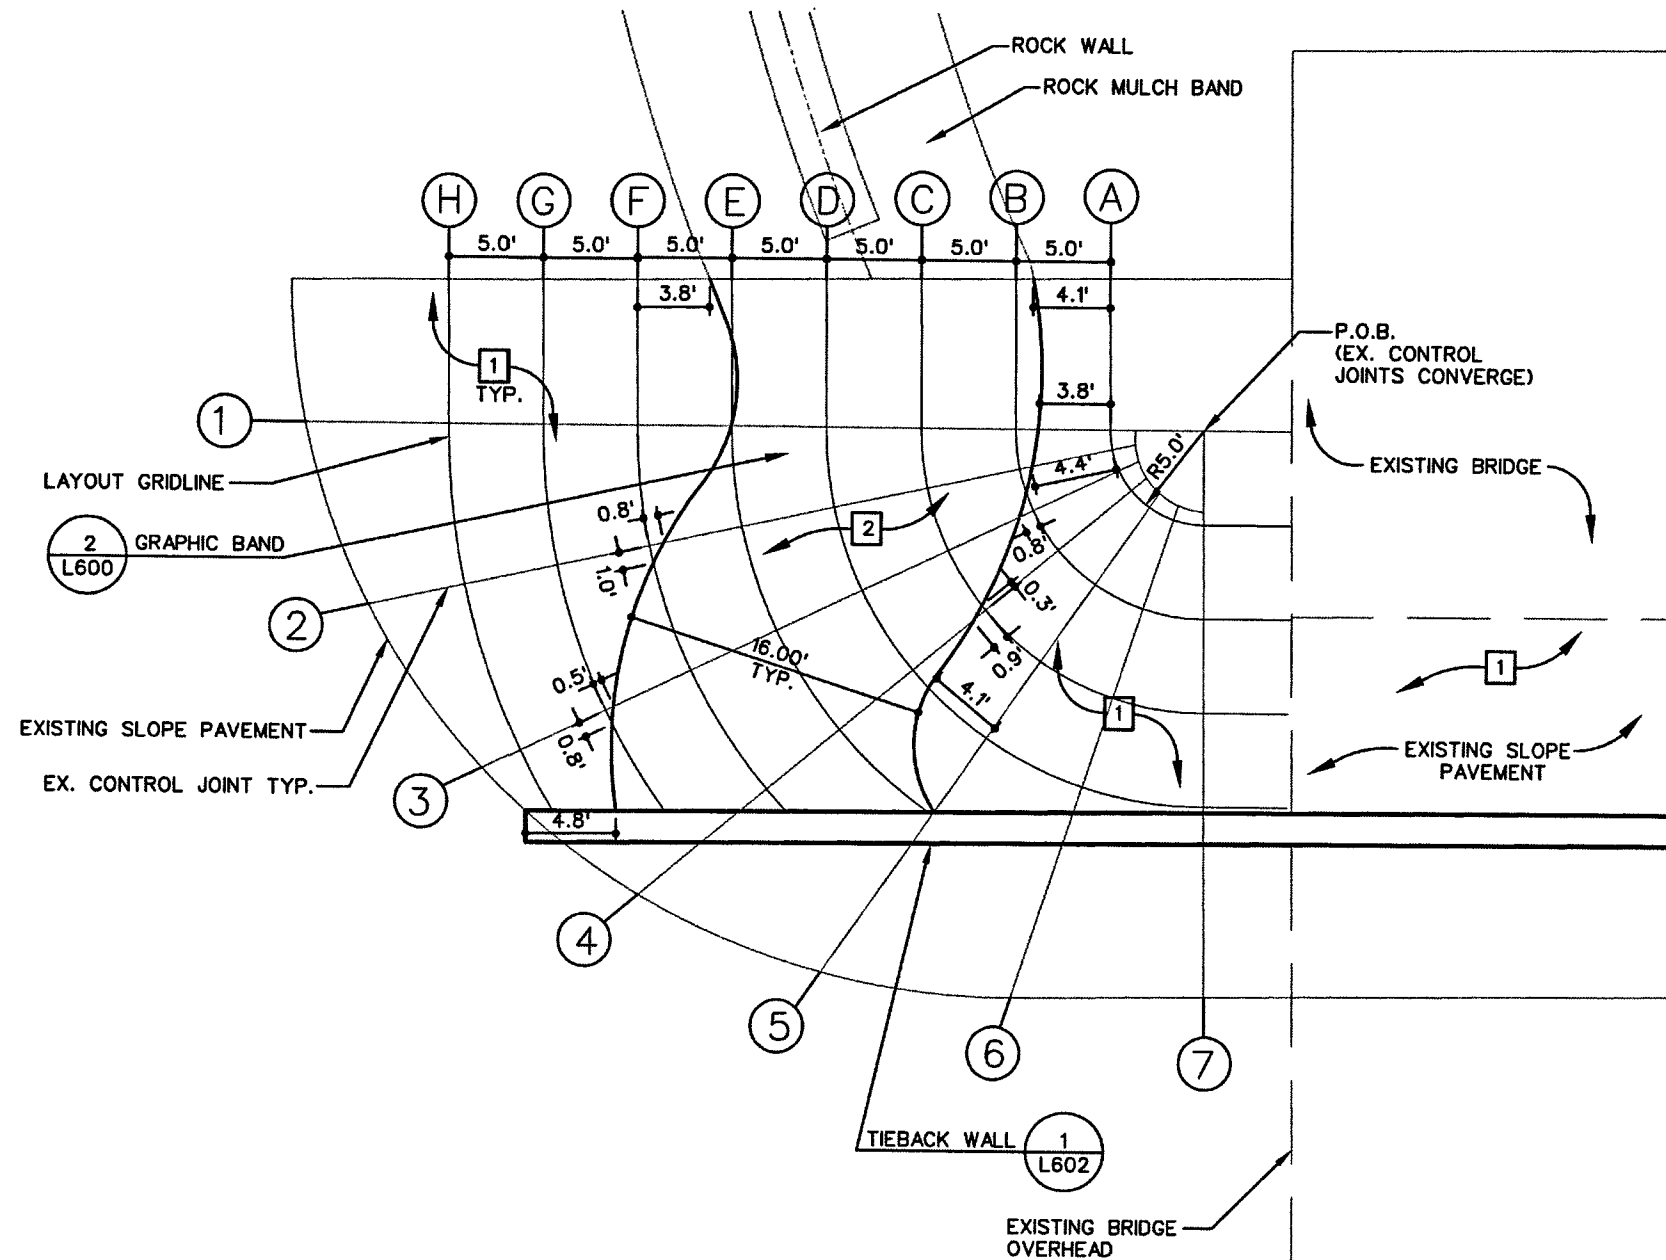 ROCK WALL
ROCK MULCH BAND
H G F E D C B A
5.0' 5.0' 5.0' 5.0' 5.0' 5.0' 5.0'
3.8'
4.1'
P.O.B.
(EX. CONTROL
JOINTS CONVERGE)
1
TYP.
3.8'
1
R5.0'
4.4'
EXISTING BRIDGE
LAYOUT GRIDLINE
0.8'
2
2
L600
GRAPHIC BAND
0.8'
1.0'
0.3'
2
16.00'
TYP.
0.9'
0.5'
4.1'
1
1
EXISTING SLOPE PAVEMENT
0.8'
EXISTING SLOPE
PAVEMENT
EX. CONTROL JOINT TYP.
3
4.8'
4
5
6
7
TIEBACK WALL
1
L602
EXISTING BRIDGE
OVERHEAD